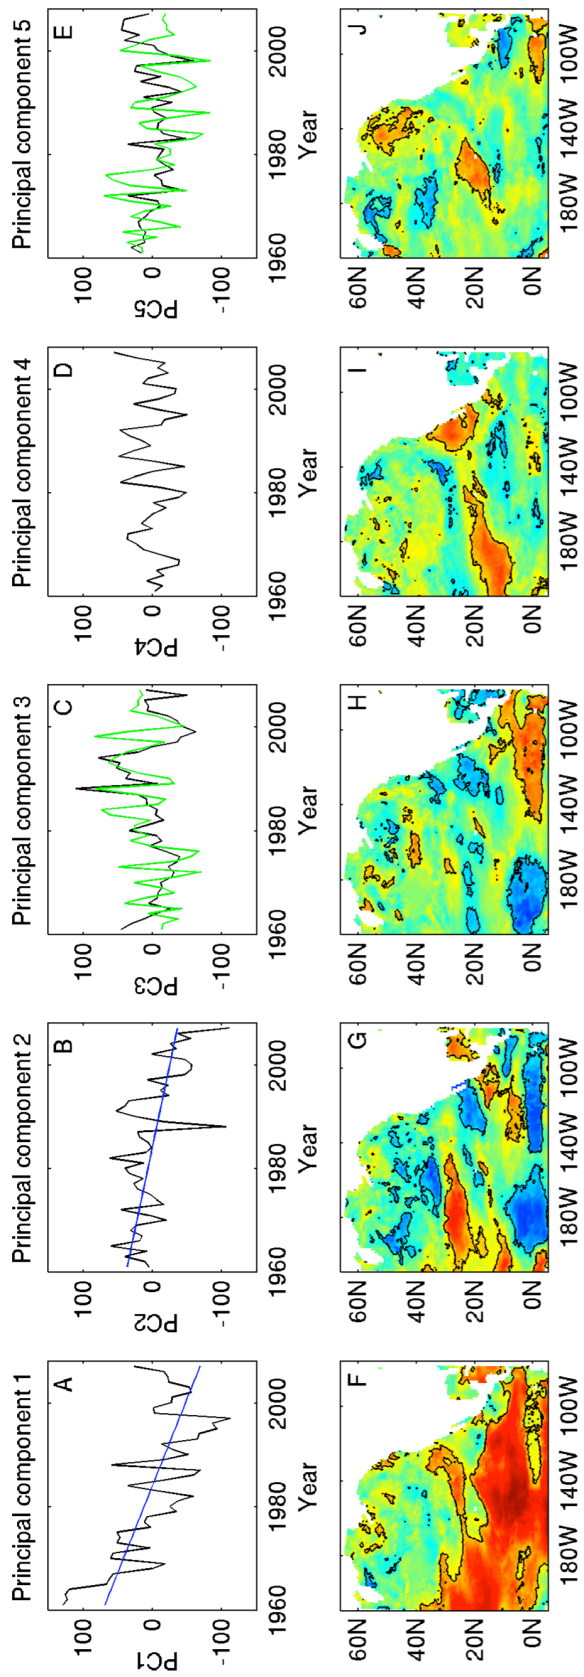 Principal component 1
A
PC1
100
0
-100
1960
1980
2000
Year
Principal component 2
B
PC2
100
0
-100
1960
1980
2000
Year
Principal component 3
C
PC3
100
0
-100
1960
1980
2000
Year
Principal component 4
D
PC4
100
0
-100
1960
1980
2000
Year
Principal component 5
E
PC5
100
0
-100
1960
1980
2000
Year
F
60N
40N
20N
0N
180W
140W
100W
G
60N
40N
20N
0N
180W
140W
100W
H
60N
40N
20N
0N
180W
140W
100W
I
60N
40N
20N
0N
180W
140W
100W
J
60N
40N
20N
0N
180W
140W
100W